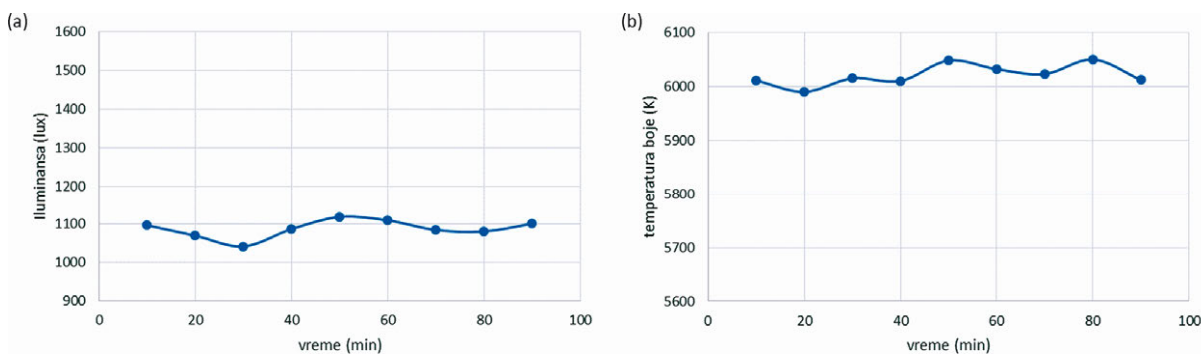 (a)
1600
1500
1400
1300
1200
1100
1000
900
0 20 40 60 80 100
Iluminansa (lux)
vreme (min)
(b)
6100
6000
5900
5800
5700
5600
0 20 40 60 80 100
temperatura boje (K)
vreme (min)